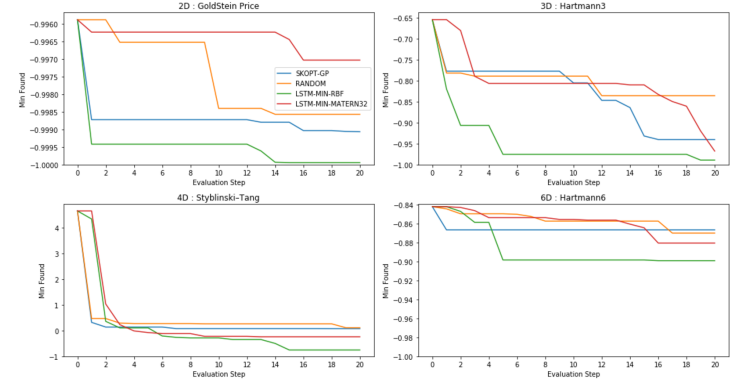 2D : GoldStein Price
−0.9960
−0.9965
−0.9970
−0.9975
−0.9980
−0.9985
−0.9990
−0.9995
−1.0000
Min Found
SKOPT-GP
RANDOM
LSTM-MIN-RBF
LSTM-MIN-MATERN32
0 2 4 6 8 10 12 14 16 18 20
Evaluation Step
3D : Hartmann3
−0.65
−0.70
−0.75
−0.80
−0.85
−0.90
−0.95
−1.00
Min Found
0 2 4 6 8 10 12 14 16 18 20
Evaluation Step
4D : Styblinski–Tang
4
3
2
1
0
−1
Min Found
0 2 4 6 8 10 12 14 16 18 20
Evaluation Step
6D : Hartmann6
−0.84
−0.86
−0.88
−0.90
−0.92
−0.94
−0.96
−0.98
−1.00
Min Found
0 2 4 6 8 10 12 14 16 18 20
Evaluation Step